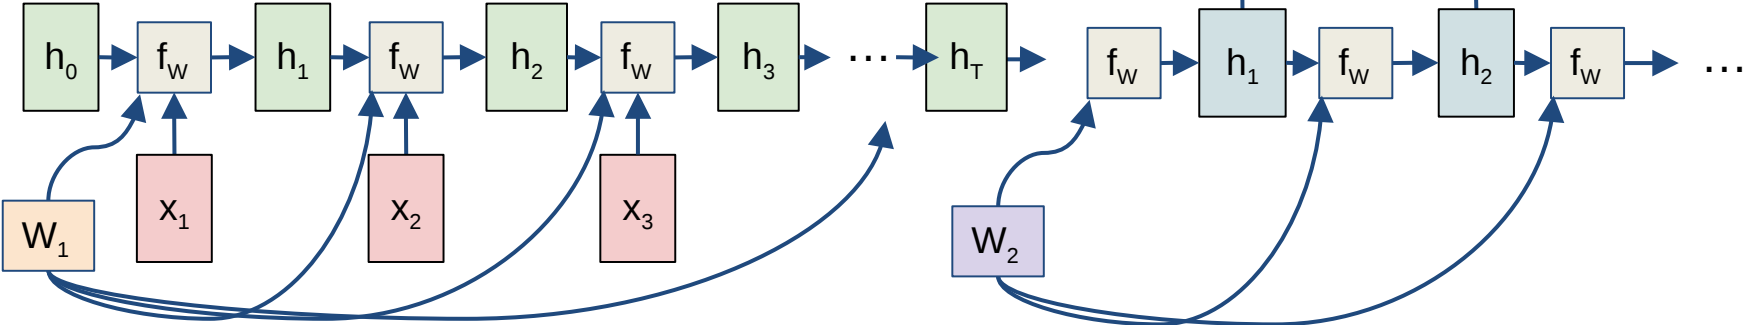 h0 fW h1 fW h2 fW h3 ... hT fW h1 fW h2 fW ...
x1 x2 x3
W1 W2